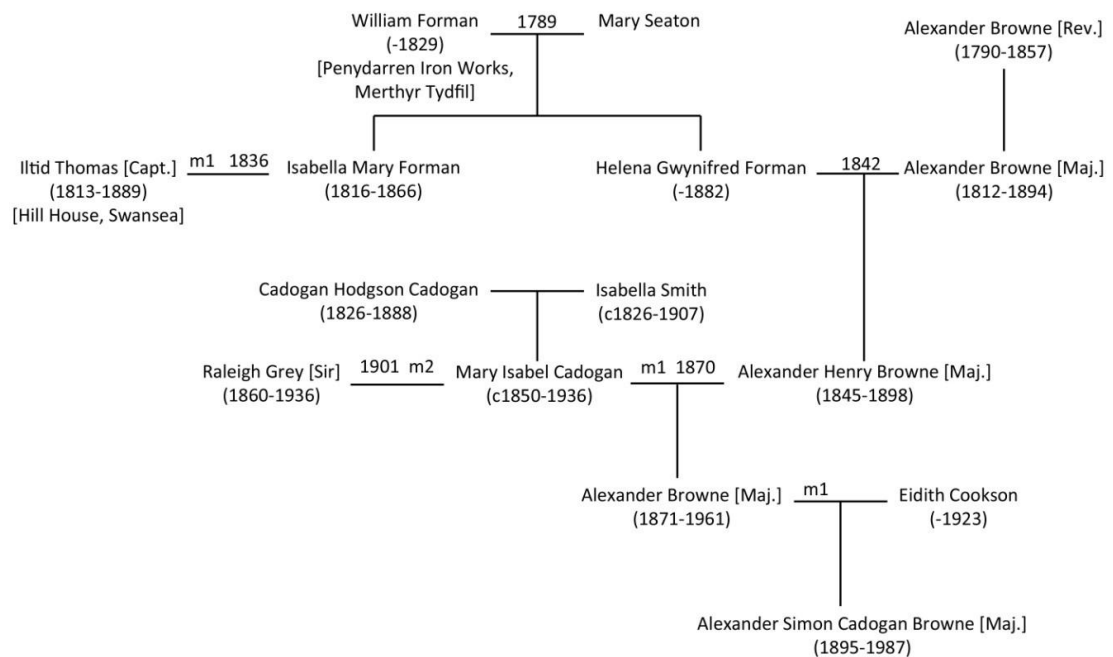 William Forman 1789 Mary Seaton
(-1829)
[Penydarren Iron Works,
Merthyr Tydfil]
Alexander Browne [Rev.]
(1790-1857)
Iltid Thomas [Capt.] m1 1836 Isabella Mary Forman
(1813-1889) (1816-1866)
[Hill House, Swansea]
Helena Gwynifred Forman 1842 Alexander Browne [Maj.]
(-1882) (1812-1894)
Cadogan Hodgson Cadogan Isabella Smith
(1826-1888) (c1826-1907)
Raleigh Grey [Sir] 1901 m2 Mary Isabel Cadogan m1 1870 Alexander Henry Browne [Maj.]
(1860-1936) (c1850-1936) (1845-1898)
Alexander Browne [Maj.] m1 Eidith Cookson
(1871-1961) (-1923)
Alexander Simon Cadogan Browne [Maj.]
(1895-1987)